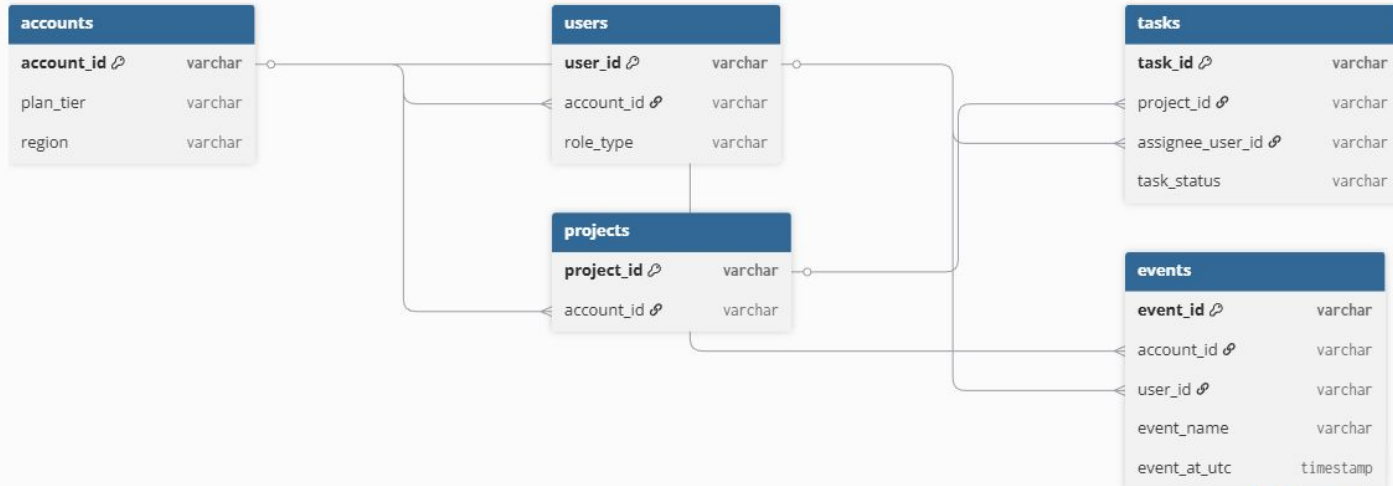 accounts
account_id varchar
plan_tier varchar
region varchar
users
user_id varchar
account_id varchar
role_type varchar
projects
project_id varchar
account_id varchar
tasks
task_id varchar
project_id varchar
assignee_user_id varchar
task_status varchar
events
event_id varchar
account_id varchar
user_id varchar
event_name varchar
event_at_utc timestamp